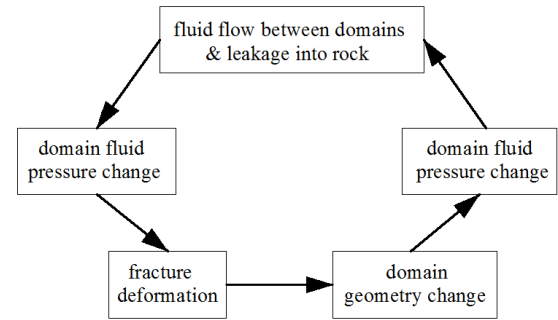 fluid flow between domains
& leakage into rock
domain fluid
pressure change
domain fluid
pressure change
fracture
deformation
domain
geometry change